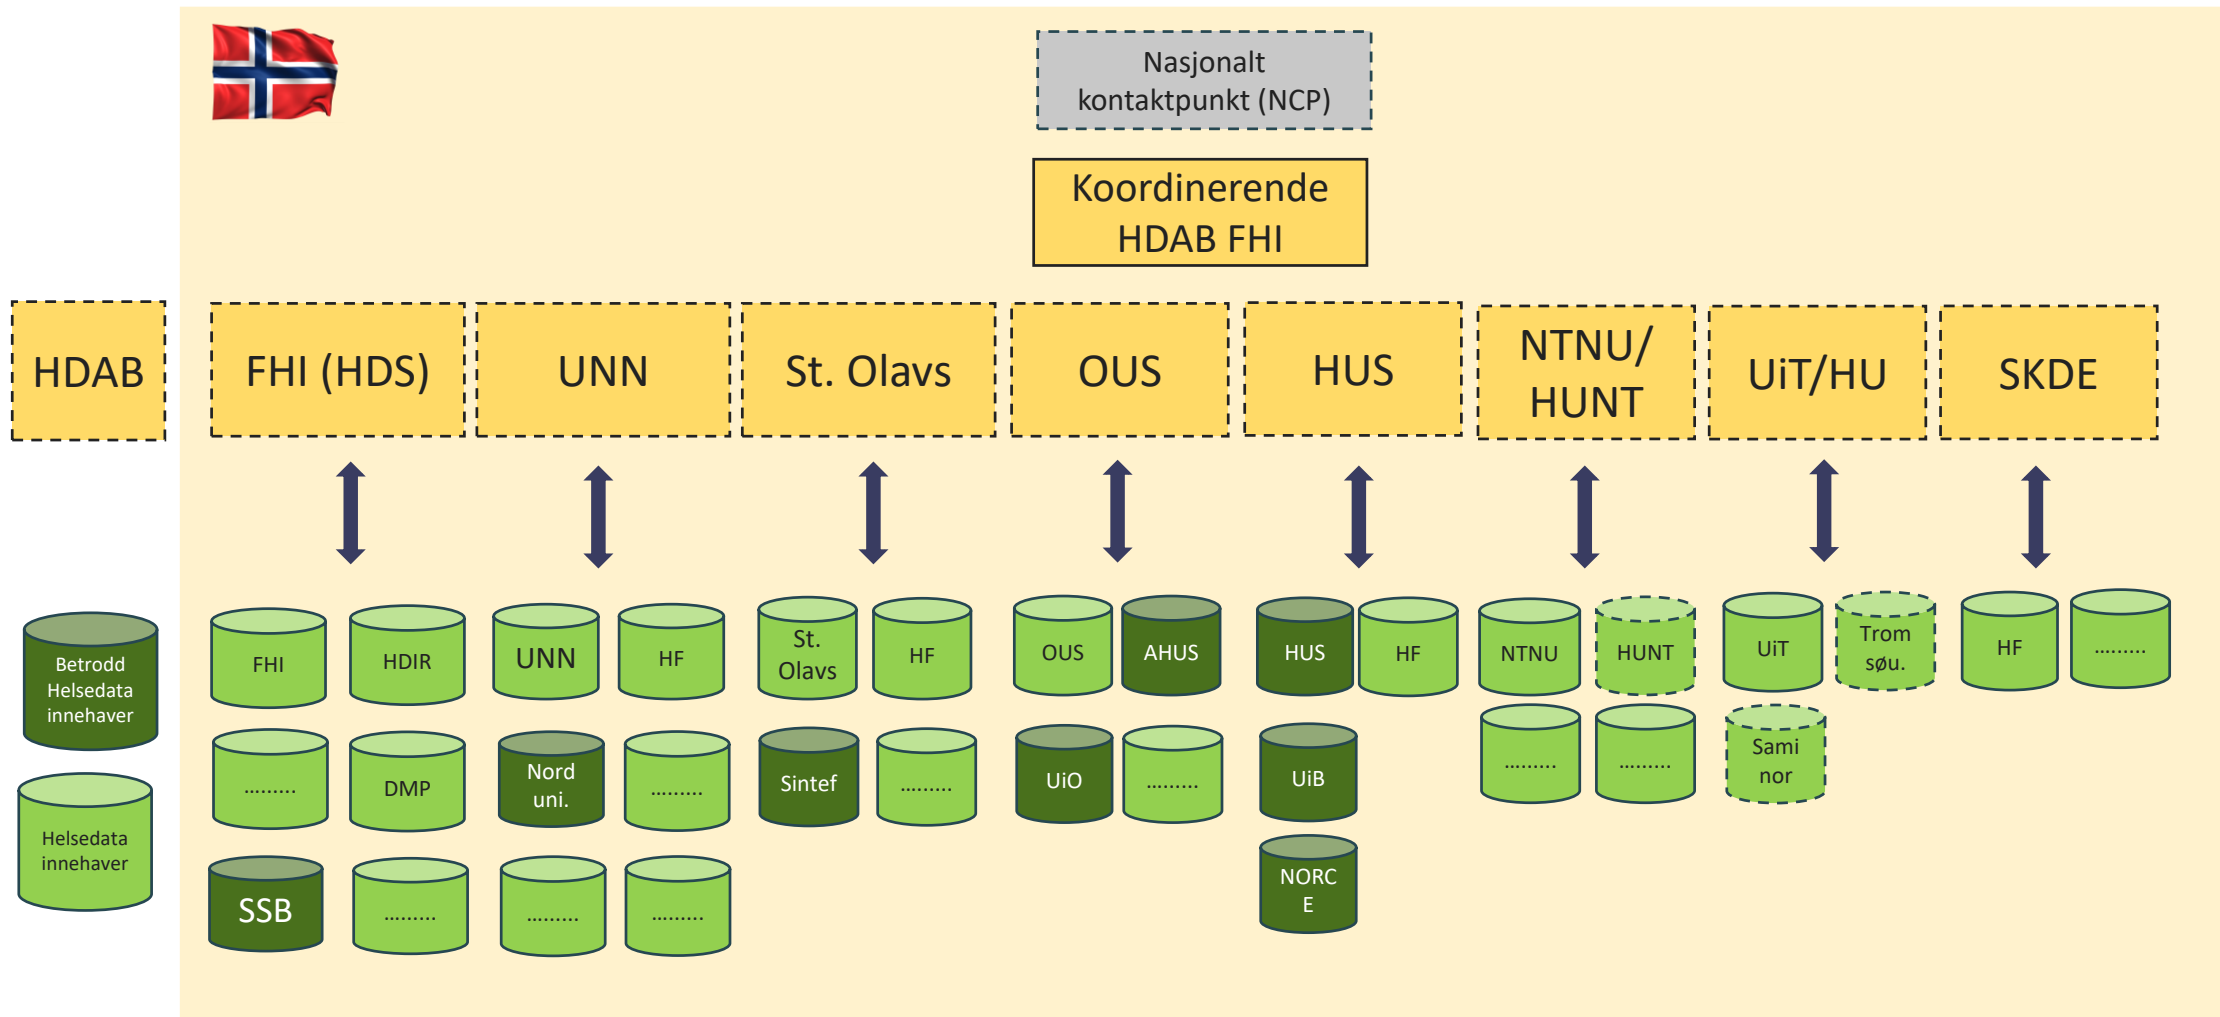 Nasjonalt
kontaktpunkt (NCP)
Koordinerende
HDAB FHI
HDAB
FHI (HDS)
UNN
St. Olavs
OUS
HUS
NTNU/
HUNT
UiT/HU
SKDE
Betrodd
Helsedata
innehaver
Helsedata
innehaver
FHI
HDIR
.........
DMP
SSB
.........
UNN
HF
Nord
uni.
.........
.........
.........
St.
Olavs
HF
Sintef
.........
OUS
AHUS
UiO
.........
HUS
HF
UiB
NORC
E
NTNU
HUNT
.........
.........
UiT
Trom
søu.
Sami
nor
HF
.........